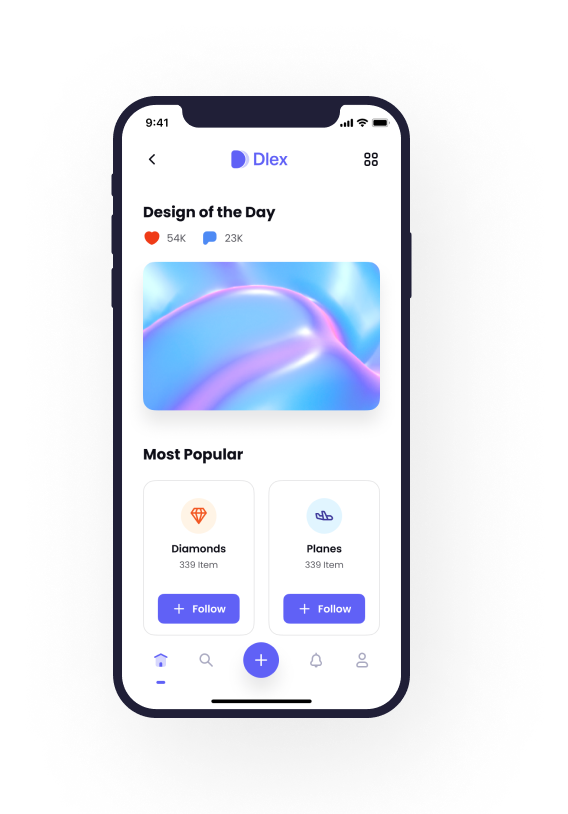 9:41
Dlex
Design of the Day
54K 23K
Most Popular
Diamonds Planes
339 Item 339 Item
Follow Follow